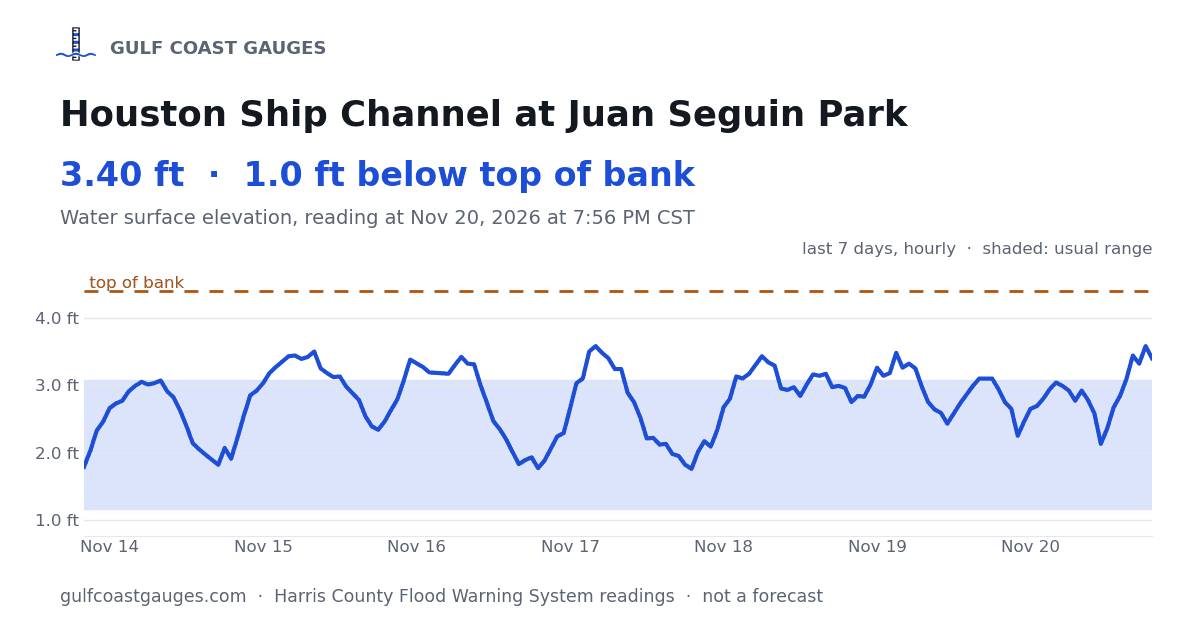 GULF COAST GAUGES
Houston Ship Channel at Juan Seguin Park
3.40 ft · 1.0 ft below top of bank
Water surface elevation, reading at Nov 20, 2026 at 7:56 PM CST
last 7 days, hourly · shaded: usual range
top of bank
4.0 ft
3.0 ft
2.0 ft
1.0 ft
Nov 14 Nov 15 Nov 16 Nov 17 Nov 18 Nov 19 Nov 20
gulfcoastgauges.com · Harris County Flood Warning System readings · not a forecast